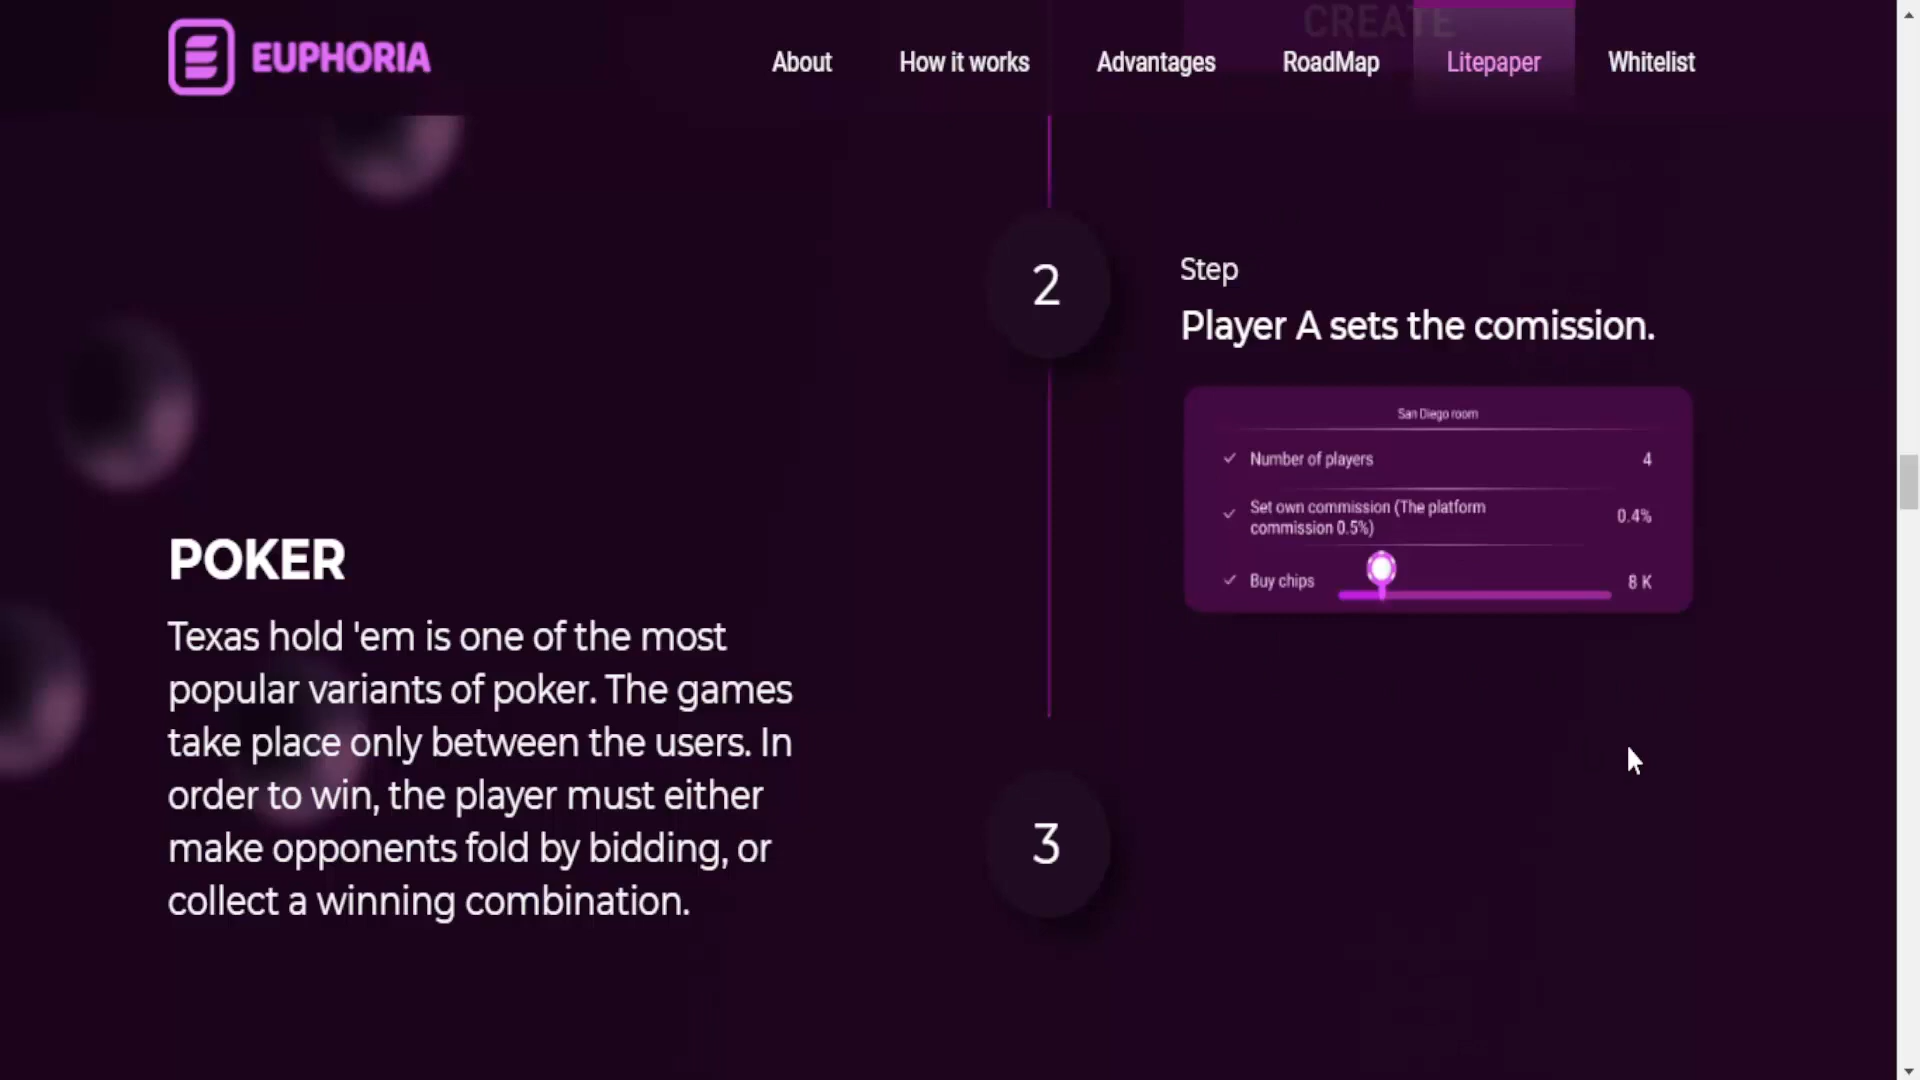 CREATE
EUPHORIA
About
How it works
Advantages
RoadMap
Litepaper
Whitelist
2
Step
Player A sets the comission.
San Diego room
Number of players 4
Set own commission (The platform
commission 0.5%) 0.4%
Buy chips 8 K
POKER
Texas hold 'em is one of the most
popular variants of poker. The games
take place only between the users. In
order to win, the player must either
make opponents fold by bidding, or
collect a winning combination.
3